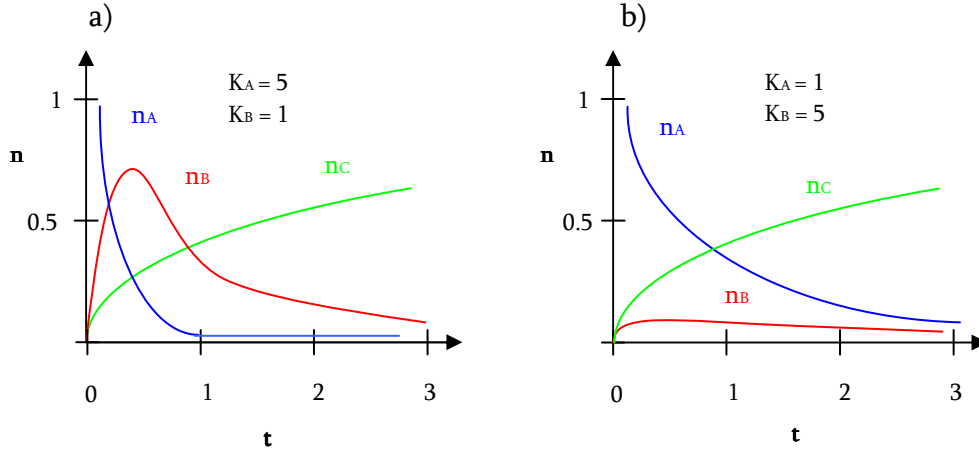 a)
KA = 5
KB = 1
nA
nB
nC
1
0.5
n
0
1
2
3
t
b)
KA = 1
KB = 5
nA
nB
nC
1
0.5
n
0
1
2
3
t